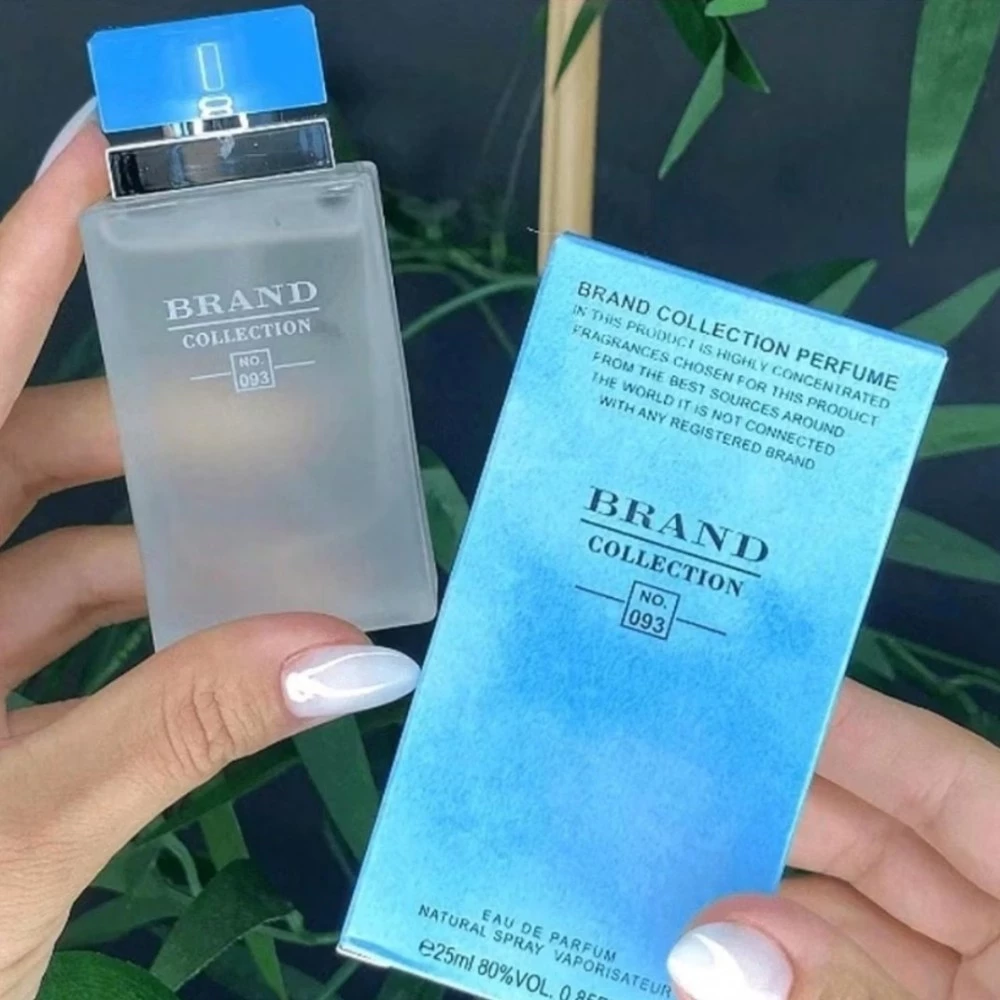 BRAND
COLLECTION
NO.
093
BRAND COLLECTION PERFUME
IN THIS PRODUCT IS HIGHLY CONCENTRATED
FRAGRANCES CHOSEN FOR THIS PRODUCT
FROM THE BEST SOURCES AROUND
THE WORLD IT IS NOT CONNECTED
WITH ANY REGISTERED BRAND
BRAND
COLLECTION
NO.
093
EAU DE PARFUM
NATURAL SPRAY VAPORISATEUR
℮25ml 80%VOL.